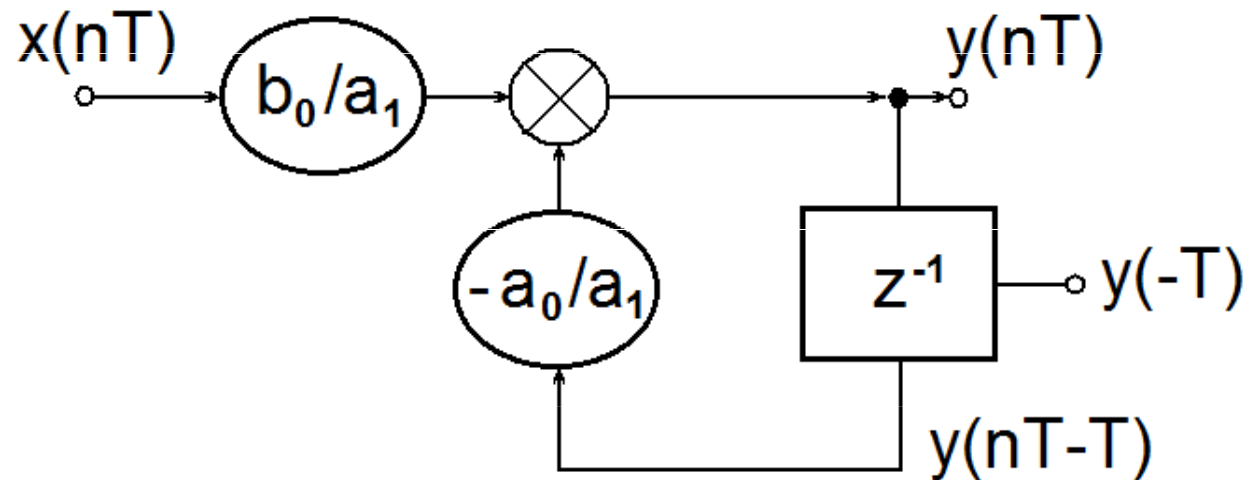 x(nT)
y(nT)
b₀/a₁
-a₀/a₁
z⁻¹
y(-T)
y(nT-T)